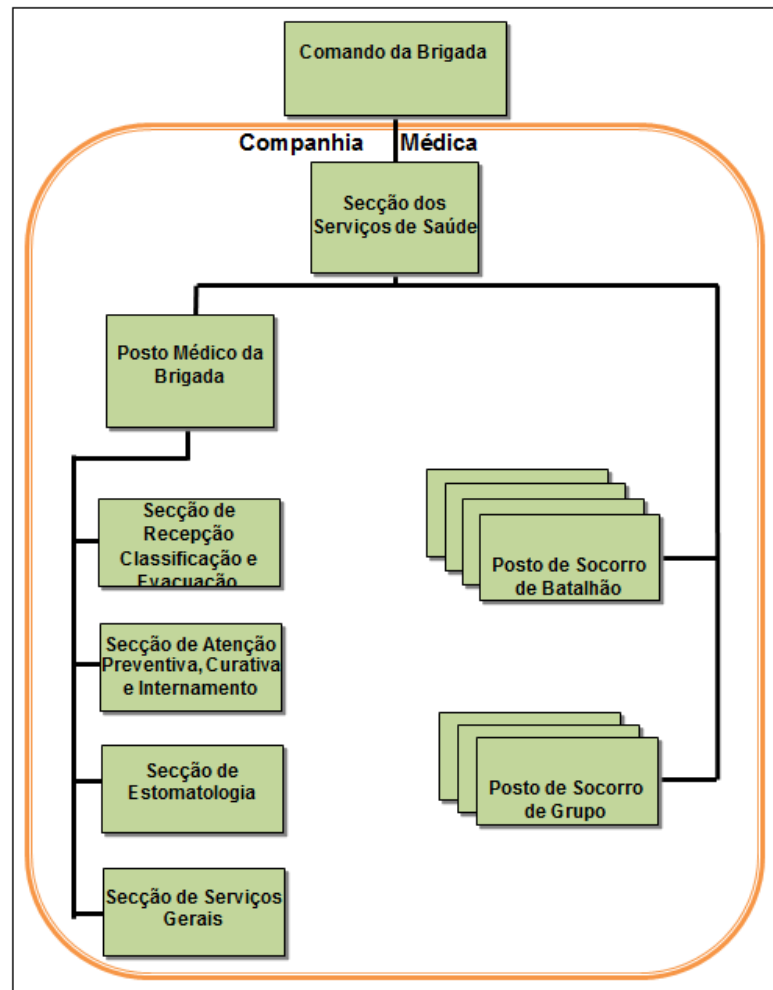 Comando da Brigada
Companhia Médica
Secção dos
Serviços de Saúde
Posto Médico da
Brigada
Secção de
Recepção
Classificação e
Evacuação
Secção de Atenção
Preventiva, Curativa
e Internamento
Secção de
Estomatologia
Secção de Serviços
Gerais
Posto de Socorro
de Batalhão
Posto de Socorro
de Grupo